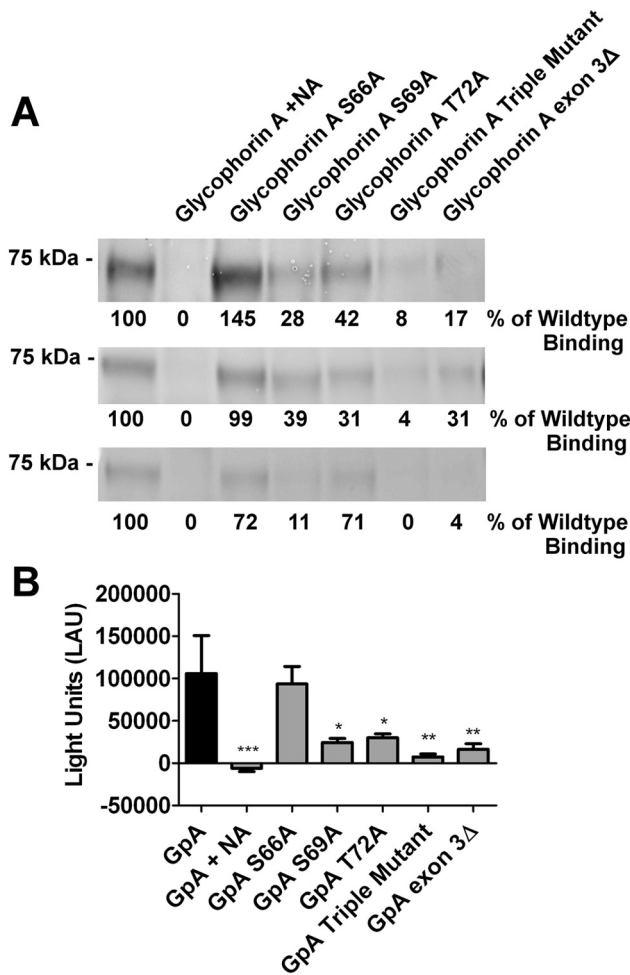 A
Glycophorin A +NA
Glycophorin A S66A
Glycophorin A S69A
Glycophorin A T72A
Glycophorin A Triple Mutant
Glycophorin A exon 3Δ
75 kDa -
100 0 145 28 42 8 17 % of Wildtype
Binding
75 kDa -
100 0 99 39 31 4 31 % of Wildtype
Binding
75 kDa -
100 0 72 11 71 0 4 % of Wildtype
Binding
B
Light Units (LAU)
200000
150000
100000
50000
0
-50000
***
*
*
**
**
GpA
GpA + NA
GpA S66A
GpA S69A
GpA T72A
GpA Triple Mutant
GpA exon 3Δ